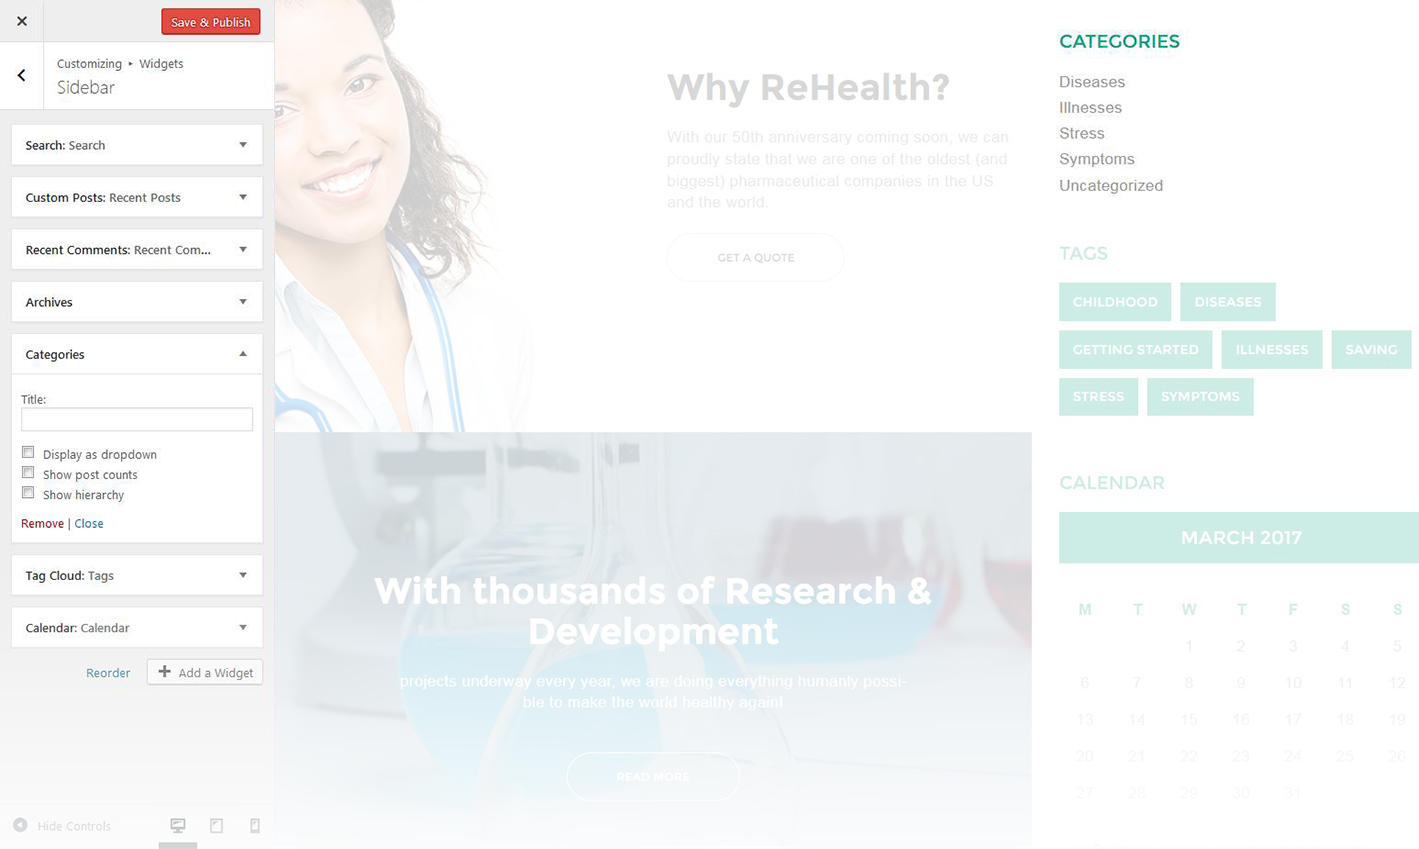 Save & Publish
Customizing ▸ Widgets
Sidebar
Search: Search
Custom Posts: Recent Posts
Recent Comments: Recent Com...
Archives
Categories
Title:
Display as dropdown
Show post counts
Show hierarchy
Remove | Close
Tag Cloud: Tags
Calendar: Calendar
Reorder
Add a Widget
Hide Controls
Why ReHealth?
With our 50th anniversary coming soon, we can
proudly state that we are one of the oldest (and
biggest) pharmaceutical companies in the US
and the world.
GET A QUOTE
With thousands of Research &
Development
projects underway every year, we are doing everything humanly possi-
ble to make the world healthy again!
READ MORE
CATEGORIES
Diseases
Illnesses
Stress
Symptoms
Uncategorized
TAGS
CHILDHOOD DISEASES
GETTING STARTED ILLNESSES SAVING
STRESS SYMPTOMS
CALENDAR
MARCH 2017
M T W T F S S
1 2 3 4 5
6 7 8 9 10 11 12
13 14 15 16 17 18 19
20 21 22 23 24 25 26
27 28 29 30 31